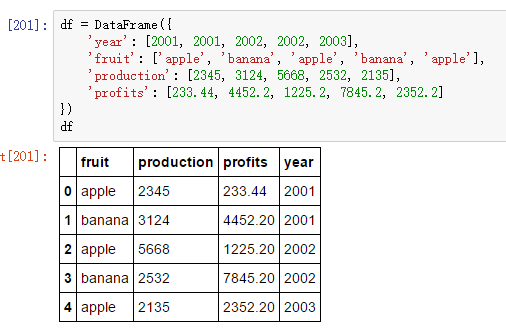 [201]: df = DataFrame({
'year': [2001, 2001, 2002, 2002, 2003],
'fruit': ['apple', 'banana', 'apple', 'banana', 'apple'],
'production': [2345, 3124, 5668, 2532, 2135],
'profits': [233.44, 4452.2, 1225.2, 7845.2, 2352.2]
})
df
t[201]:
fruit production profits year
0 apple 2345 233.44 2001
1 banana 3124 4452.20 2001
2 apple 5668 1225.20 2002
3 banana 2532 7845.20 2002
4 apple 2135 2352.20 2003